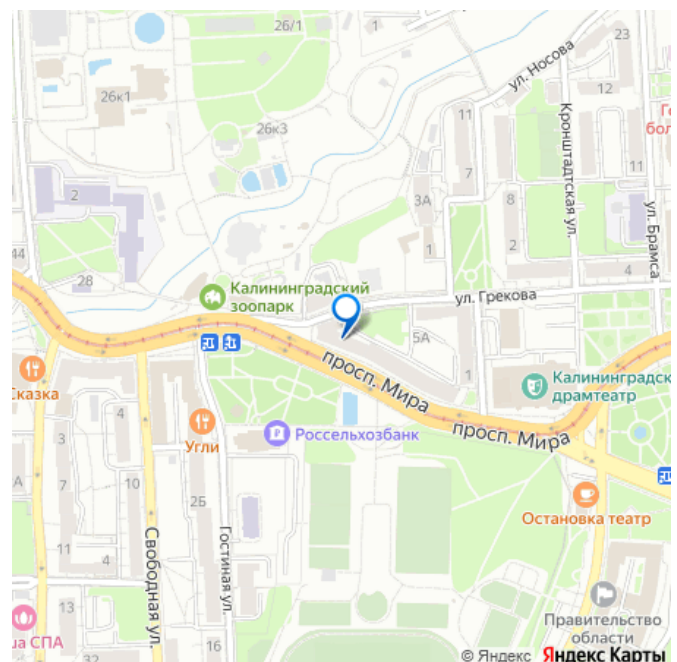 26/1
23
ул. Носова
26к1
12
Кронштадтская ул.
11
Го
бол
26к3
11
2
3А
7
8
ул. Брамса
1
2
44
28
4
Калининградский
зоопарк
ул. Грекова
5А
просп. Мира
1
Калининградск
драмтеатр
Сказка
просп. Мира
Россельхозбанк
Угли
3
А
7
10
2Б
Остановка театр
Свободная ул.
Гостиная ул.
11
4
4
Правительство
области
13
ца СПА
14
16
© Яндекс Яндекс Карты